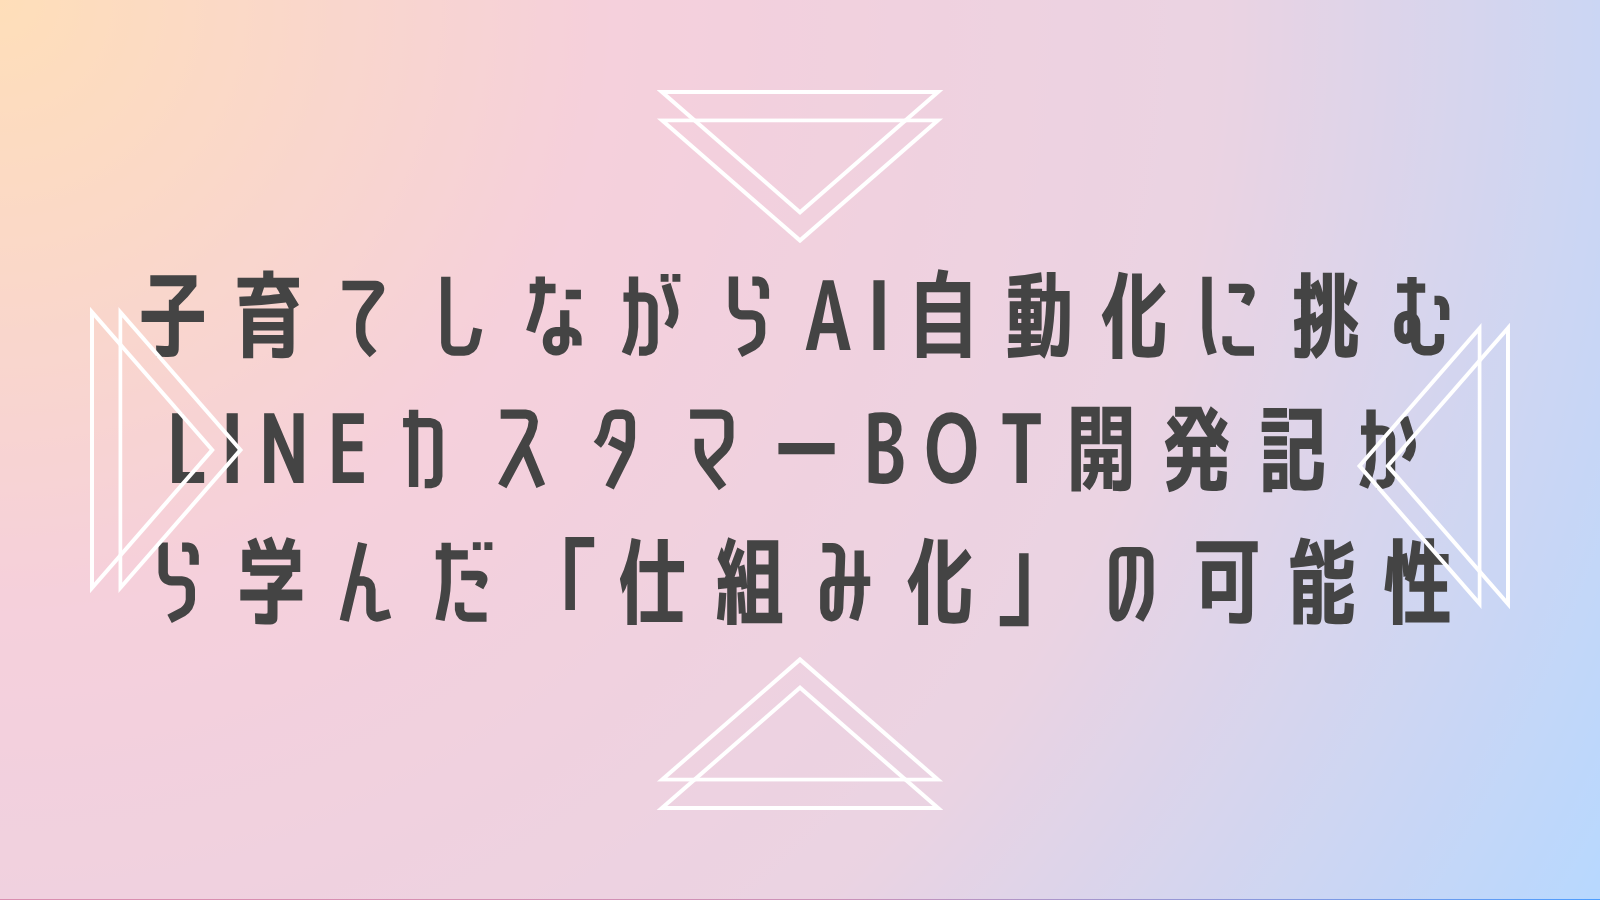 子育てしながらAI自動化に挑む
LINEカスタマーBOT開発記か
ら学んだ「仕組み化」の可能性